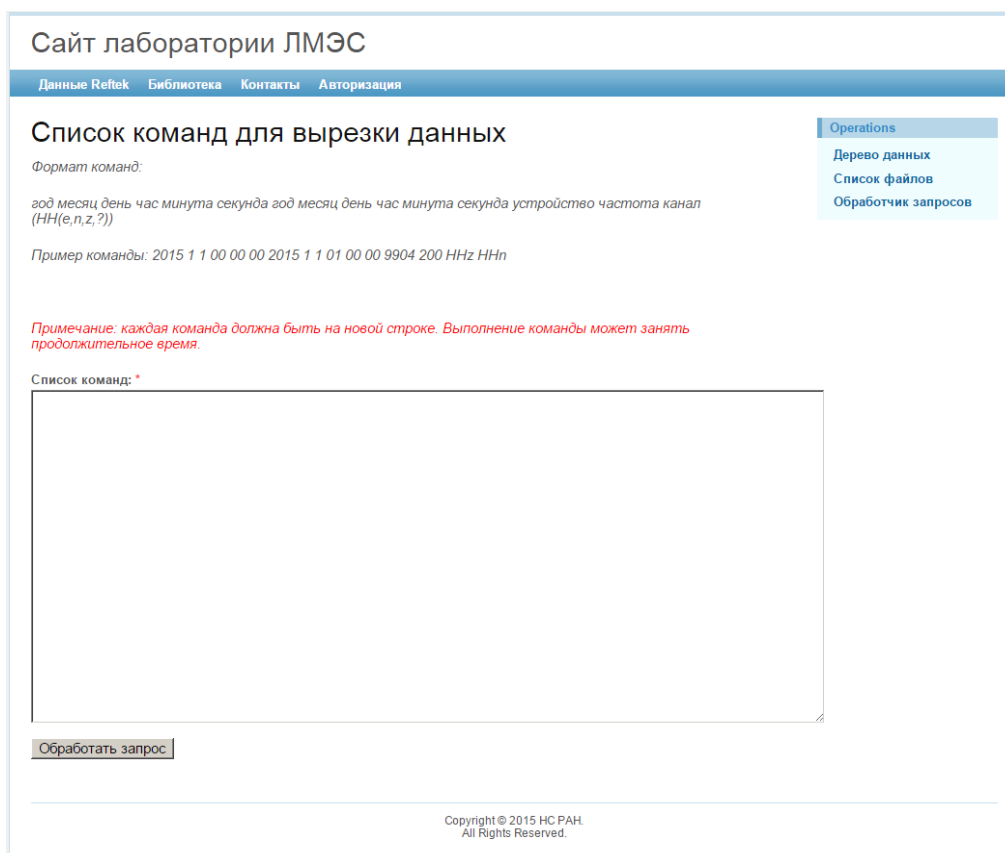 Сайт лаборатории ЛМЭС
Данные Reftek Библиотека Контакты Авторизация
Список команд для вырезки данных
Формат команд:
год месяц день час минута секунда год месяц день час минута секунда устройство частота канал
(HH(e,n,z,?))
Пример команды: 2015 1 1 00 00 00 2015 1 1 01 00 00 9904 200 HHz HHn
Примечание: каждая команда должна быть на новой строке. Выполнение команды может занять
продолжительное время.
Список команд: *
Обработать запрос
Operations
Дерево данных
Список файлов
Обработчик запросов
Copyright © 2015 НС РАН.
All Rights Reserved.